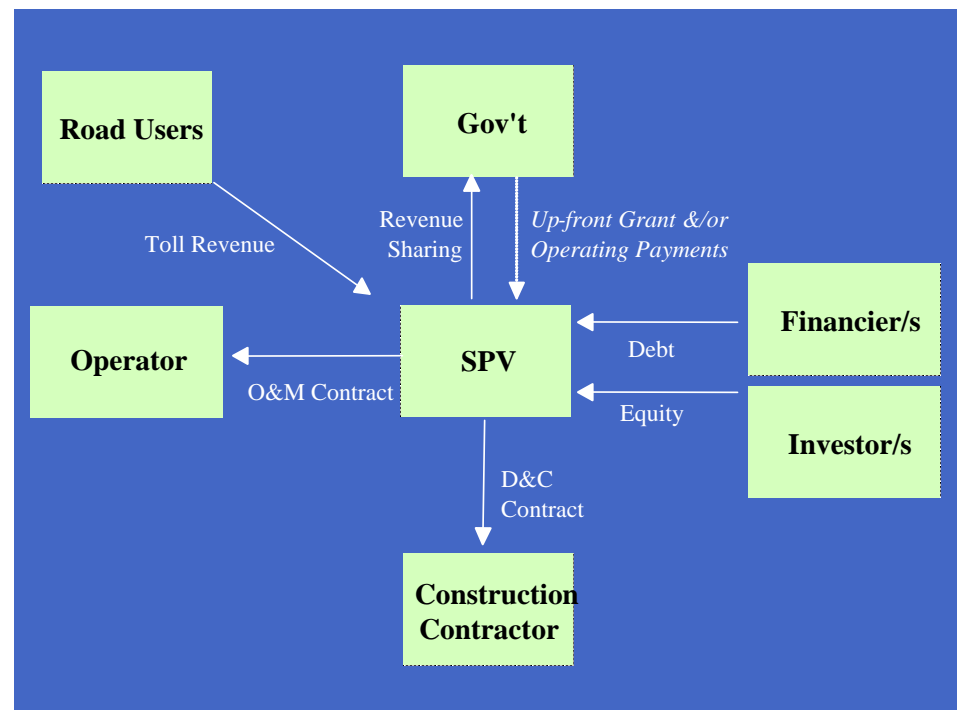 Road Users
Gov't
Toll Revenue
Revenue
Sharing
Up-front Grant &/or
Operating Payments
Operator
O&M Contract
SPV
Debt
Financier/s
Equity
Investor/s
D&C
Contract
Construction
Contractor